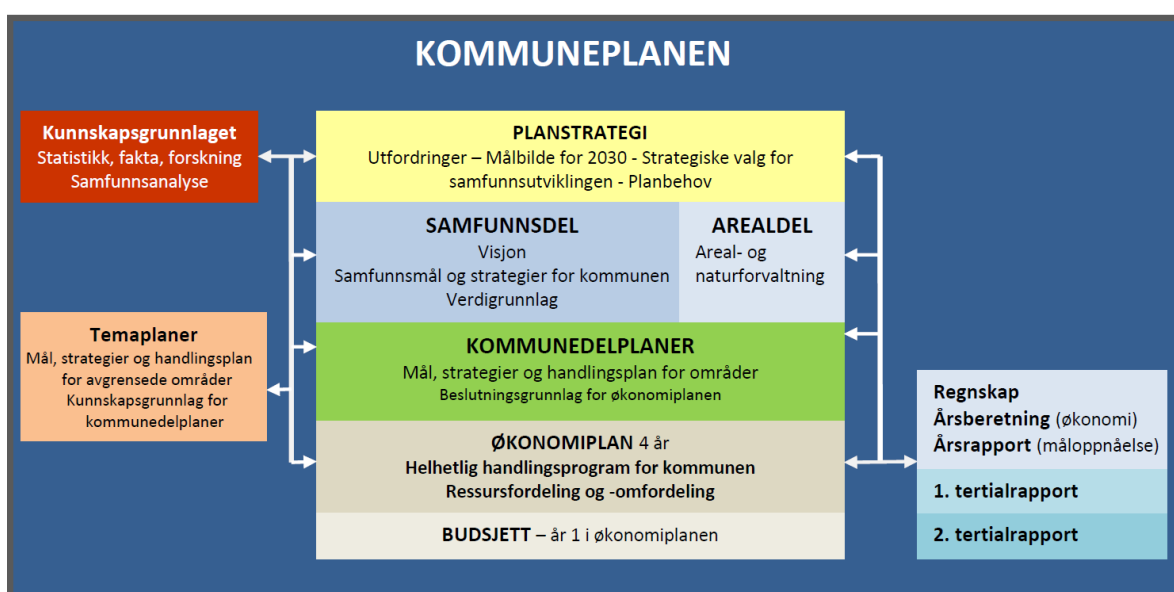 KOMMUNEPLANEN
Kunnskapsgrunnlaget
Statistikk, fakta, forskning
Samfunnsanalyse
PLANSTRATEGI
Utfordringer – Målbilde for 2030 - Strategiske valg for
samfunnsutviklingen - Planbehov
SAMFUNNSDEL
Visjon
Samfunnsmål og strategier for kommunen
Verdigrunnlag
AREALDEL
Areal- og
naturforvaltning
Temaplaner
Mål, strategier og handlingsplan
for avgrensede områder
Kunnskapsgrunnlag for
kommunedelplaner
KOMMUNEDELPLANER
Mål, strategier og handlingsplan for områder
Beslutningsgrunnlag for økonomiplanen
ØKONOMIPLAN 4 år
Helhetlig handlingsprogram for kommunen
Ressursfordeling og -omfordeling
BUDSJETT – år 1 i økonomiplanen
Regnskap
Årsberetning (økonomi)
Årsrapport (måloppnåelse)
1. tertialrapport
2. tertialrapport